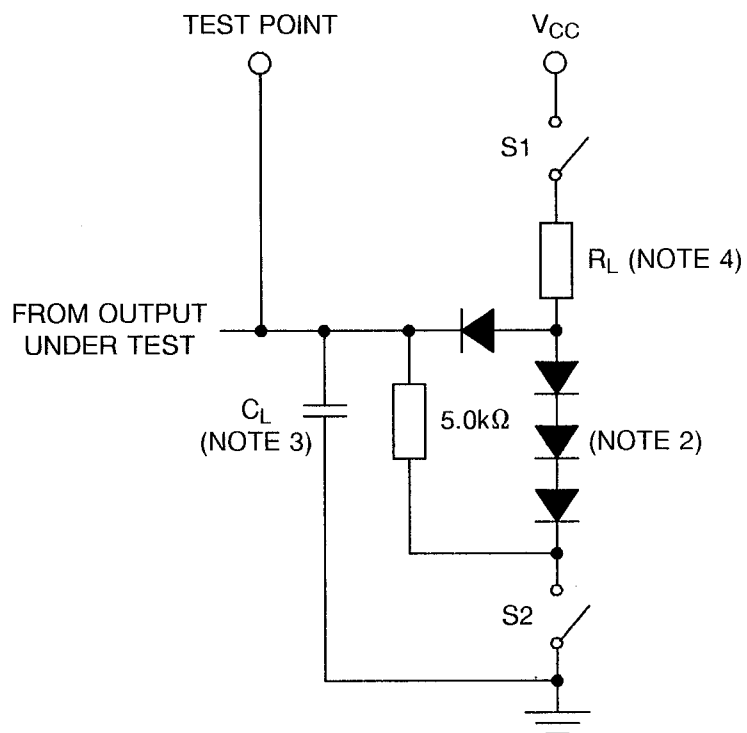 TEST POINT
VCC
S1
RL (NOTE 4)
FROM OUTPUT
UNDER TEST
CL
(NOTE 3)
5.0kΩ
(NOTE 2)
S2